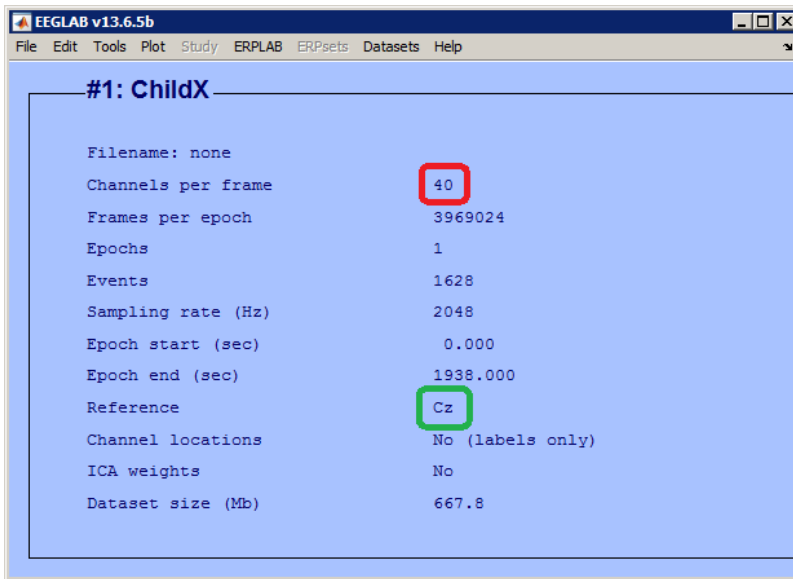 EEGLAB v13.6.5b
File Edit Tools Plot Study ERPLAB ERPsets Datasets Help
#1: ChildX
Filename: none
Channels per frame 40
Frames per epoch 3969024
Epochs 1
Events 1628
Sampling rate (Hz) 2048
Epoch start (sec) 0.000
Epoch end (sec) 1938.000
Reference Cz
Channel locations No (labels only)
ICA weights No
Dataset size (Mb) 667.8